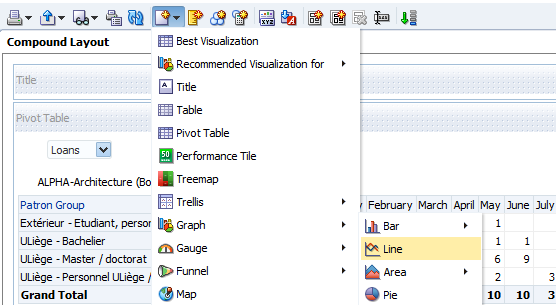 Compound Layout
Title
Pivot Table
Loans
ALPHA-Architecture (Bo
Best Visualization
Recommended Visualization for
Title
Table
Pivot Table
Performance Tile
Treemap
Trellis
Graph
Gauge
Funnel
Map
Bar
Line
Area
Pie
Patron Group y February March April May June July
Extérieur - Etudiant, person 1
ULiège - Bachelier 1 1
ULiège - Master / doctorat 6 9
ULiège - Personnel ULiège / 2 3
Grand Total 10 10 3
XYZ
50